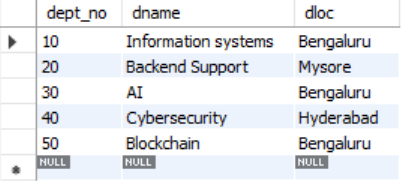 dept_no dname dloc
10 Information systems Bengaluru
20 Backend Support Mysore
30 AI Bengaluru
40 Cybersecurity Hyderabad
50 Blockchain Bengaluru
NULL NULL NULL